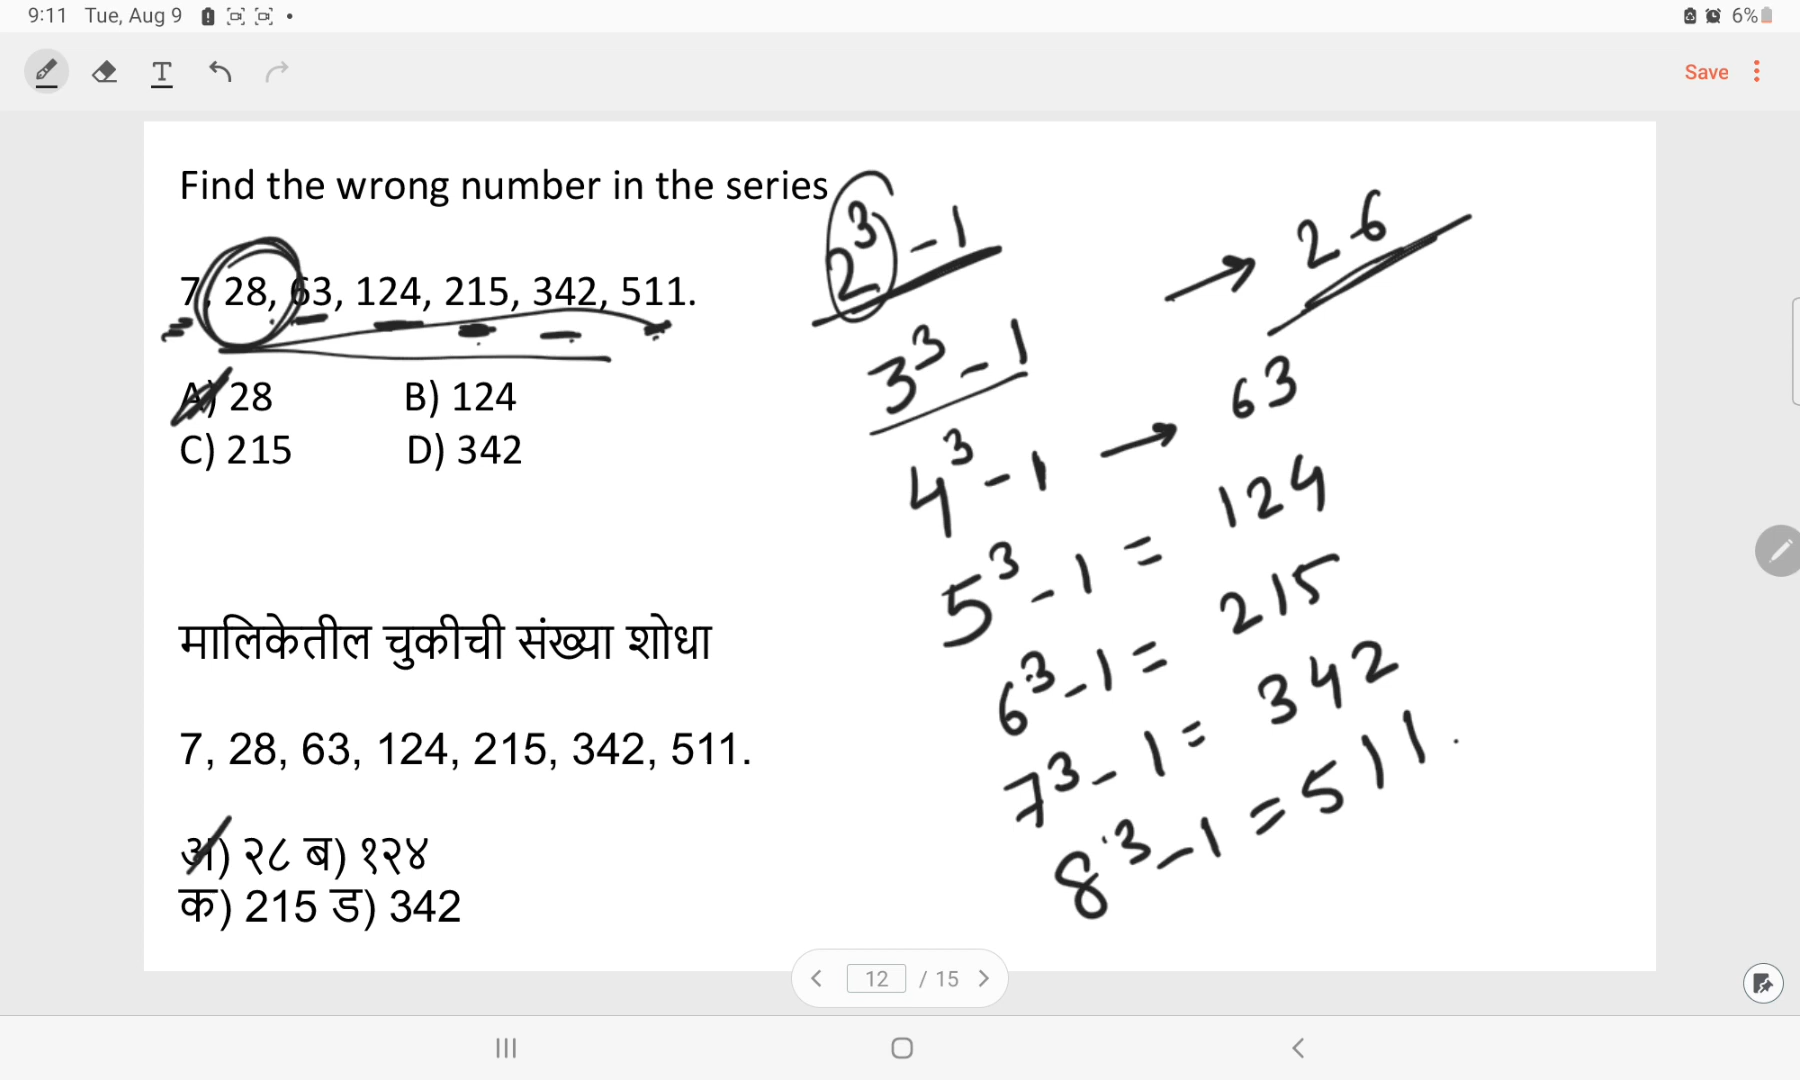 9:11 Tue, Aug 9
6%
T
Save
Find the wrong number in the series
7, 28, 63, 124, 215, 342, 511.
A) 28 B) 124
C) 215 D) 342
2³ - 1 → 26
3³ - 1
4³ - 1 → 63
5³ - 1 = 124
6³ - 1 = 215
7³ - 1 = 342
8³ - 1 = 511.
मालिकेतील चुकीची संख्या शोधा
7, 28, 63, 124, 215, 342, 511.
अ) २८ ब) १२४
क) 215 ड) 342
12 / 15